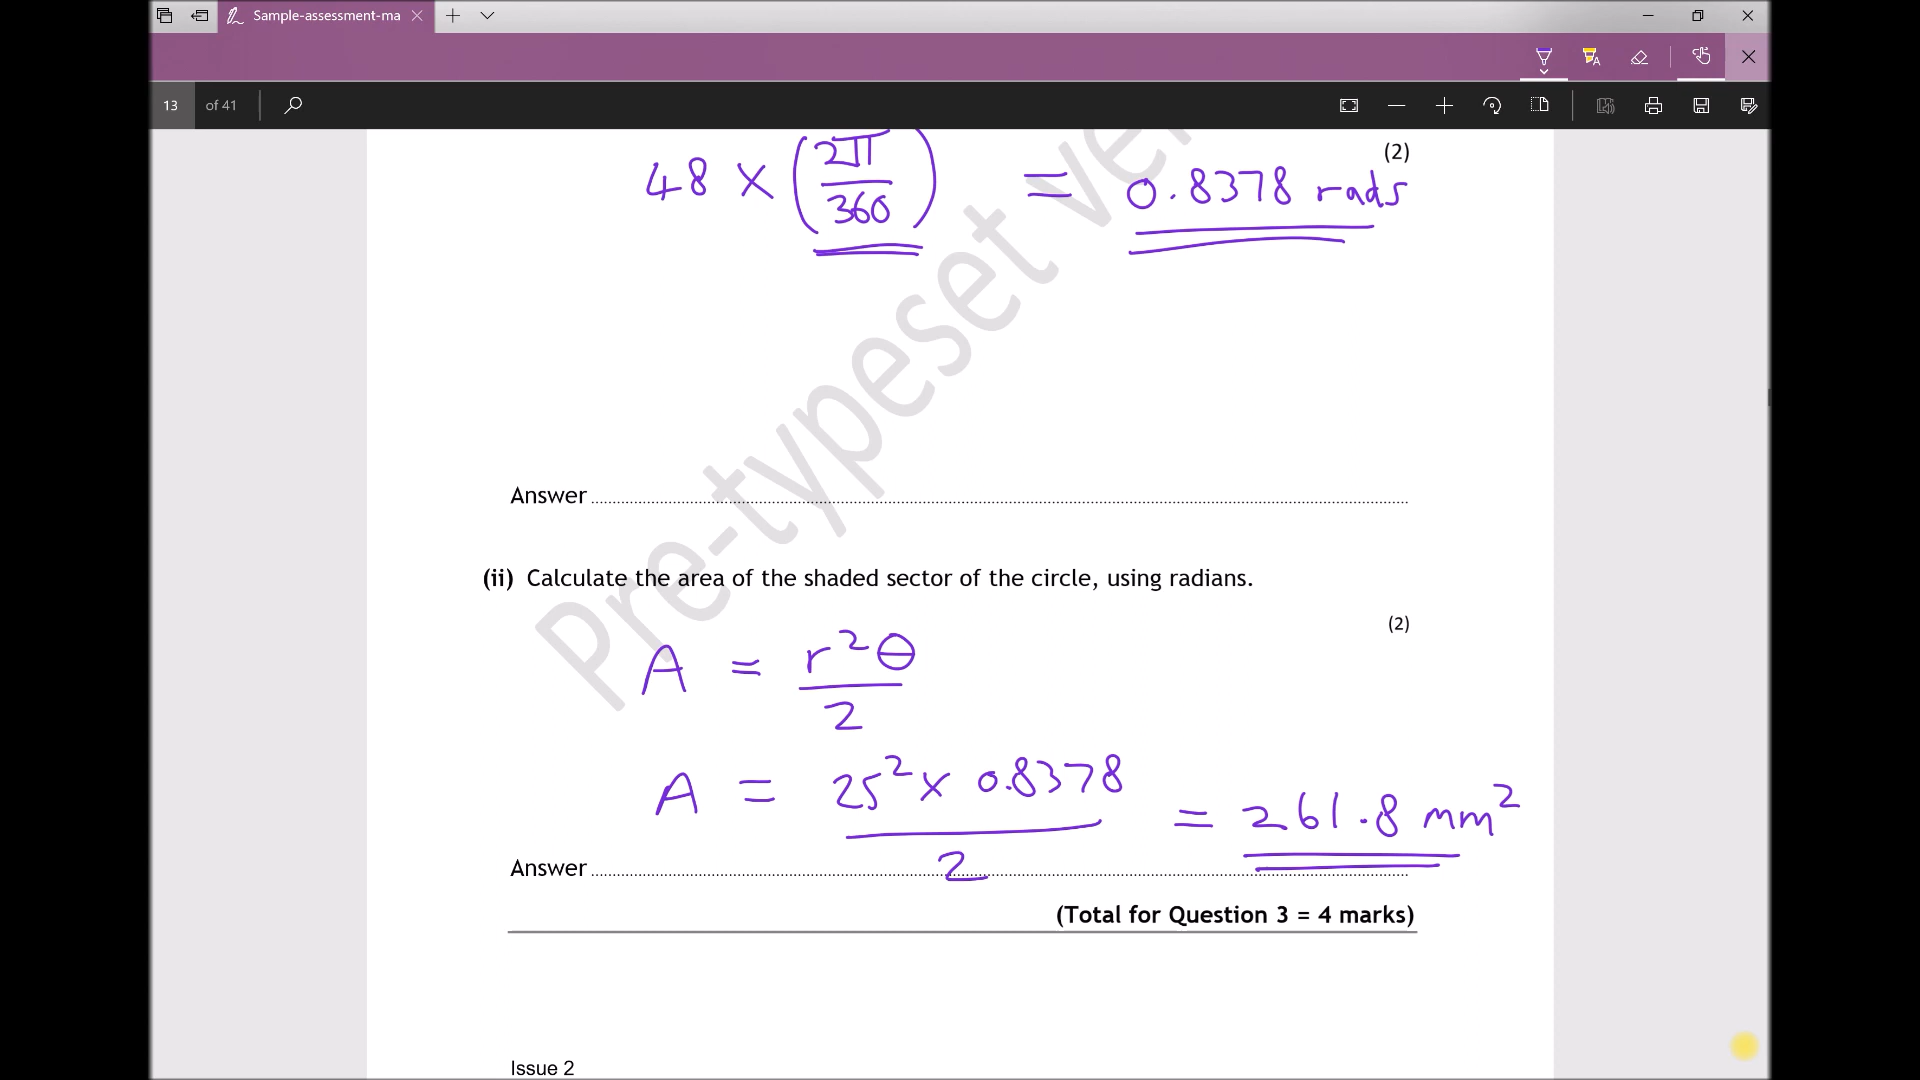 Sample-assessment-ma
13 of 41
(2)
48 × (2π/360) = 0.8378 rads
Answer
(ii) Calculate the area of the shaded sector of the circle, using radians.
(2)
A = r²θ/2
A = 25² × 0.8378/2 = 261.8 mm²
Answer
(Total for Question 3 = 4 marks)
Issue 2
Pre-typeset ve